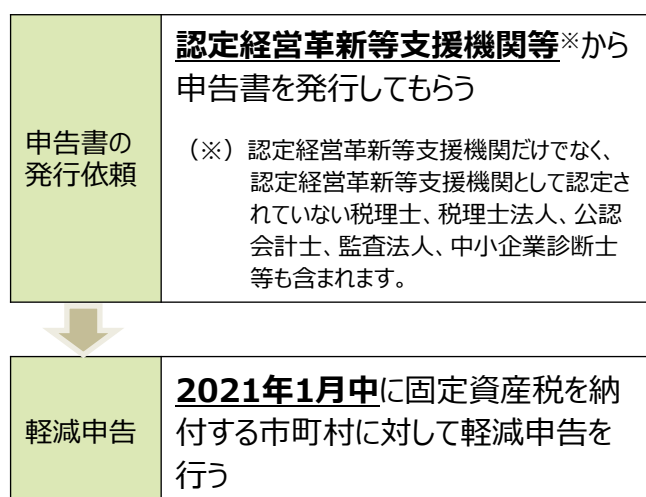 申告書の
発行依頼
認定経営革新等支援機関等※から
申告書を発行してもらう
（※）認定経営革新等支援機関だけでなく、
認定経営革新等支援機関として認定さ
れていない税理士、税理士法人、公認
会計士、監査法人、中小企業診断士
等も含まれます。
軽減申告
2021年1月中に固定資産税を納
付する市町村に対して軽減申告を
行う